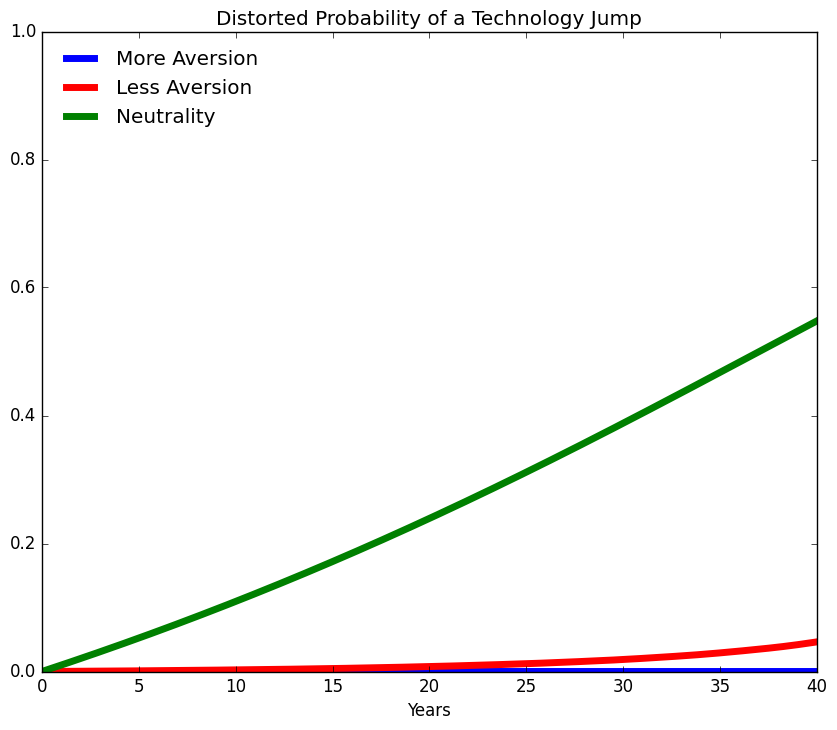 Distorted Probability of a Technology Jump
More Aversion
Less Aversion
Neutrality
1.0
0.8
0.6
0.4
0.2
0.0
0 5 10 15 20 25 30 35 40
Years